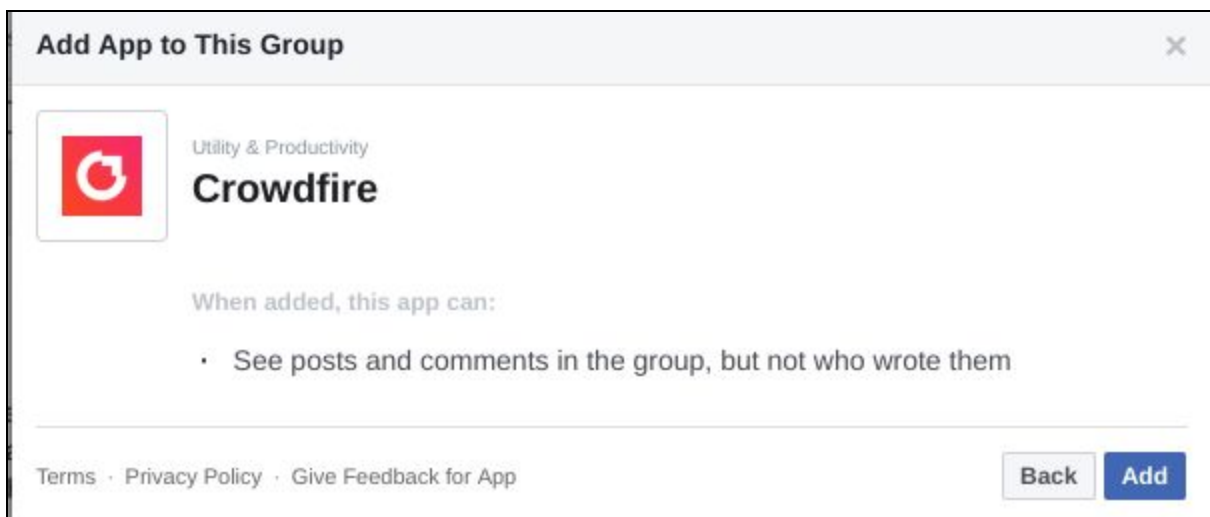 Add App to This Group
Utility & Productivity
Crowdfire
When added, this app can:
· See posts and comments in the group, but not who wrote them
Terms · Privacy Policy · Give Feedback for App
Back Add